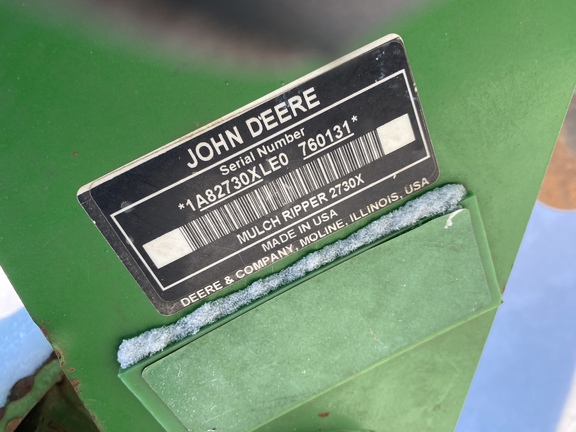 JOHN DEERE
Serial Number
*1A82730XLE0 760131*
MULCH RIPPER 2730X
MADE IN USA
DEERE & COMPANY, MOLINE, ILLINOIS, USA